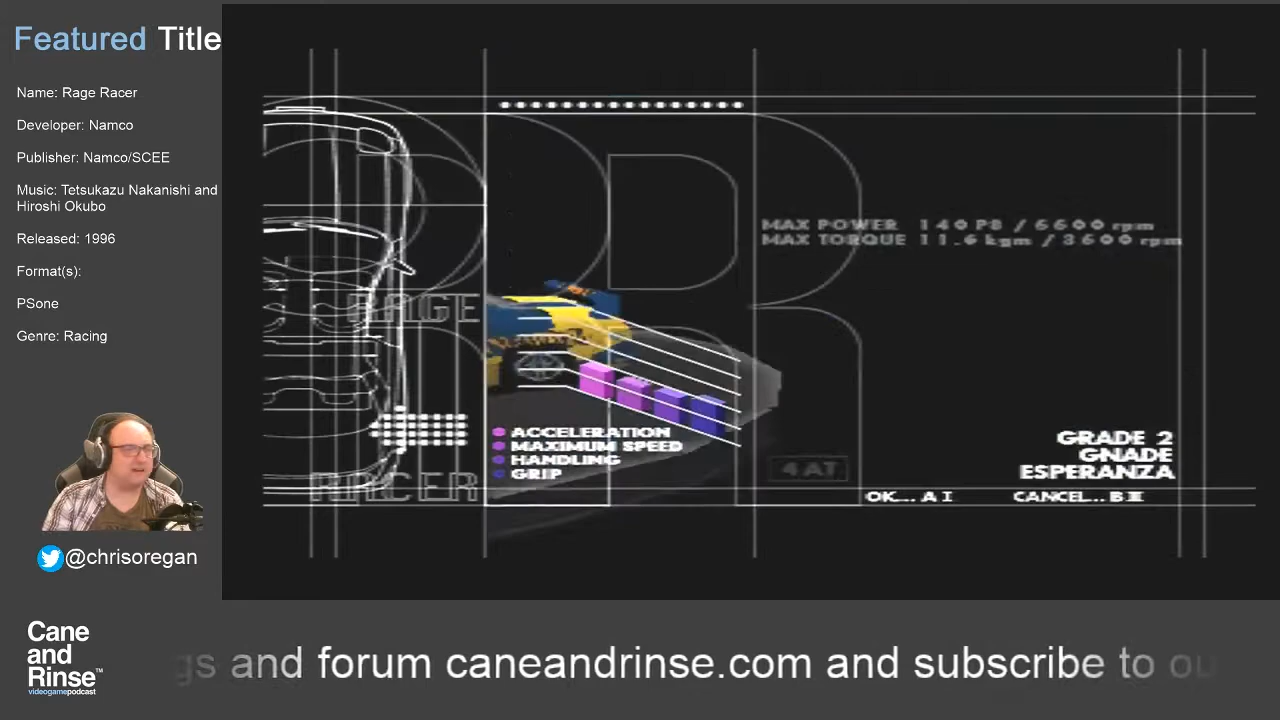 Featured Title
Name: Rage Racer
Developer: Namco
Publisher: Namco/SCEE
Music: Tetsukazu Nakanishi and
Hiroshi Okubo
Released: 1996
Format(s):
PSone
Genre: Racing
@chrisoregan
MAX POWER 140 PS / 6600 rpm
MAX TORQUE 11.6 kgm / 3600 rpm
RAGE
RACER
ACCELERATION
MAXIMUM SPEED
HANDLING
GRIP
4 AT
GRADE 2
GNADE
ESPERANZA
OK... A I
CANCEL.. B II
Cane
and
Rinse™
videogamepodcast
gs and forum caneandrinse.com and subscribe to ou